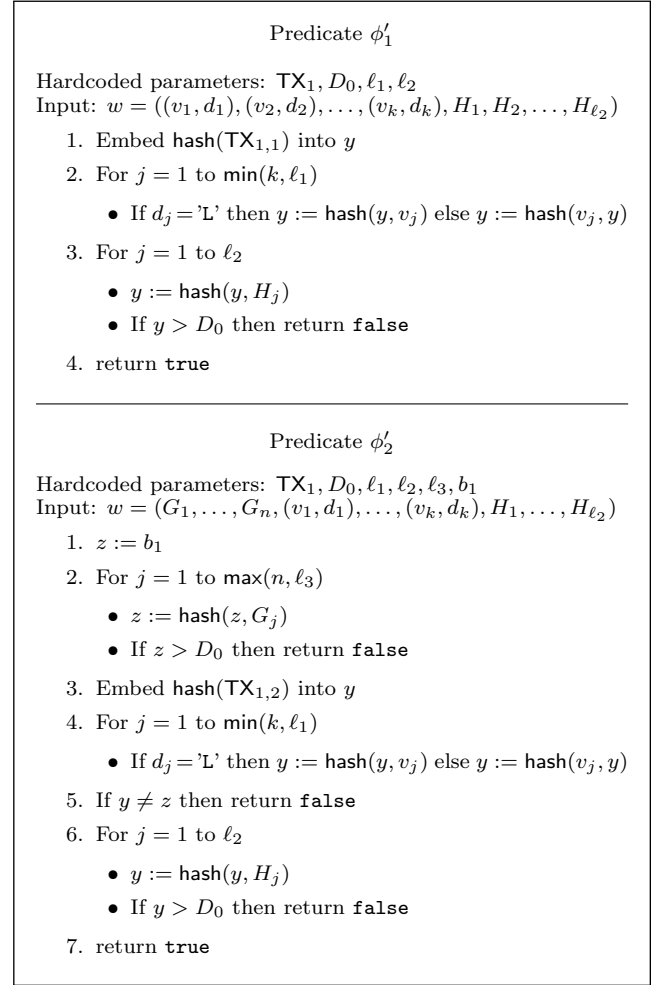 Predicate ϕ′₁
Hardcoded parameters: TX₁, D₀, ℓ₁, ℓ₂
Input: w = ((v₁, d₁), (v₂, d₂), . . . , (vₖ, dₖ), H₁, H₂, . . . , H_{ℓ₂})
1. Embed hash(TX₁,₁) into y
2. For j = 1 to min(k, ℓ₁)
• If dⱼ = 'L' then y := hash(y, vⱼ) else y := hash(vⱼ, y)
3. For j = 1 to ℓ₂
• y := hash(y, Hⱼ)
• If y > D₀ then return false
4. return true
Predicate ϕ′₂
Hardcoded parameters: TX₁, D₀, ℓ₁, ℓ₂, ℓ₃, b₁
Input: w = (G₁, . . . , Gₙ, (v₁, d₁), . . . , (vₖ, dₖ), H₁, . . . , H_{ℓ₂})
1. z := b₁
2. For j = 1 to max(n, ℓ₃)
• z := hash(z, Gⱼ)
• If z > D₀ then return false
3. Embed hash(TX₁,₂) into y
4. For j = 1 to min(k, ℓ₁)
• If dⱼ = 'L' then y := hash(y, vⱼ) else y := hash(vⱼ, y)
5. If y ≠ z then return false
6. For j = 1 to ℓ₂
• y := hash(y, Hⱼ)
• If y > D₀ then return false
7. return true